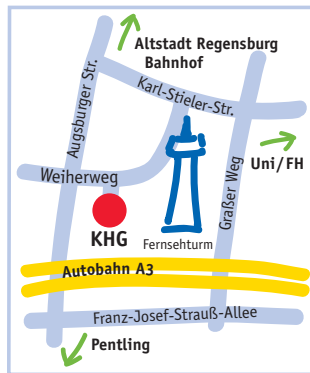 Altstadt Regensburg
Bahnhof
Augsburger Str.
Karl-Stieler-Str.
Uni/FH
Weiherweg
Graßer Weg
KHG
Fernsehturm
Autobahn A3
Franz-Josef-Strauß-Allee
Pentling